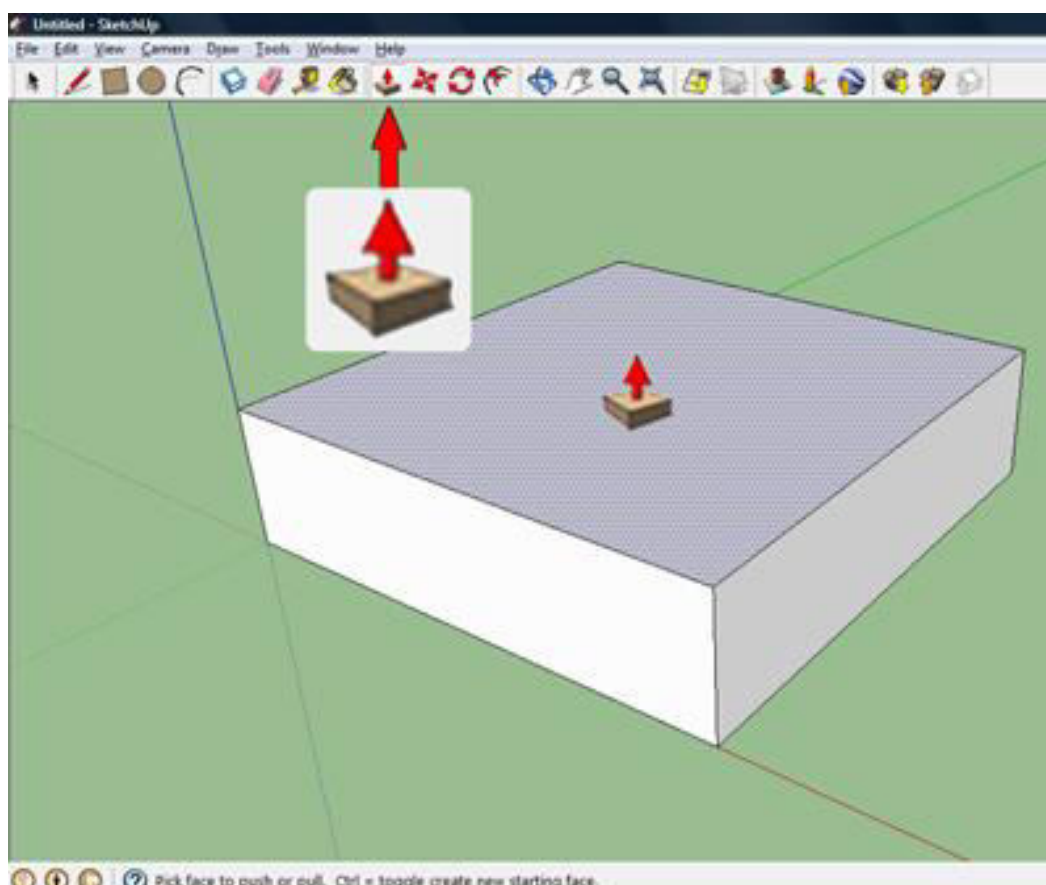 Untitled - SketchUp
File Edit View Camera Draw Tools Window Help
Pick face to push or pull. Ctrl = toggle create new starting face.